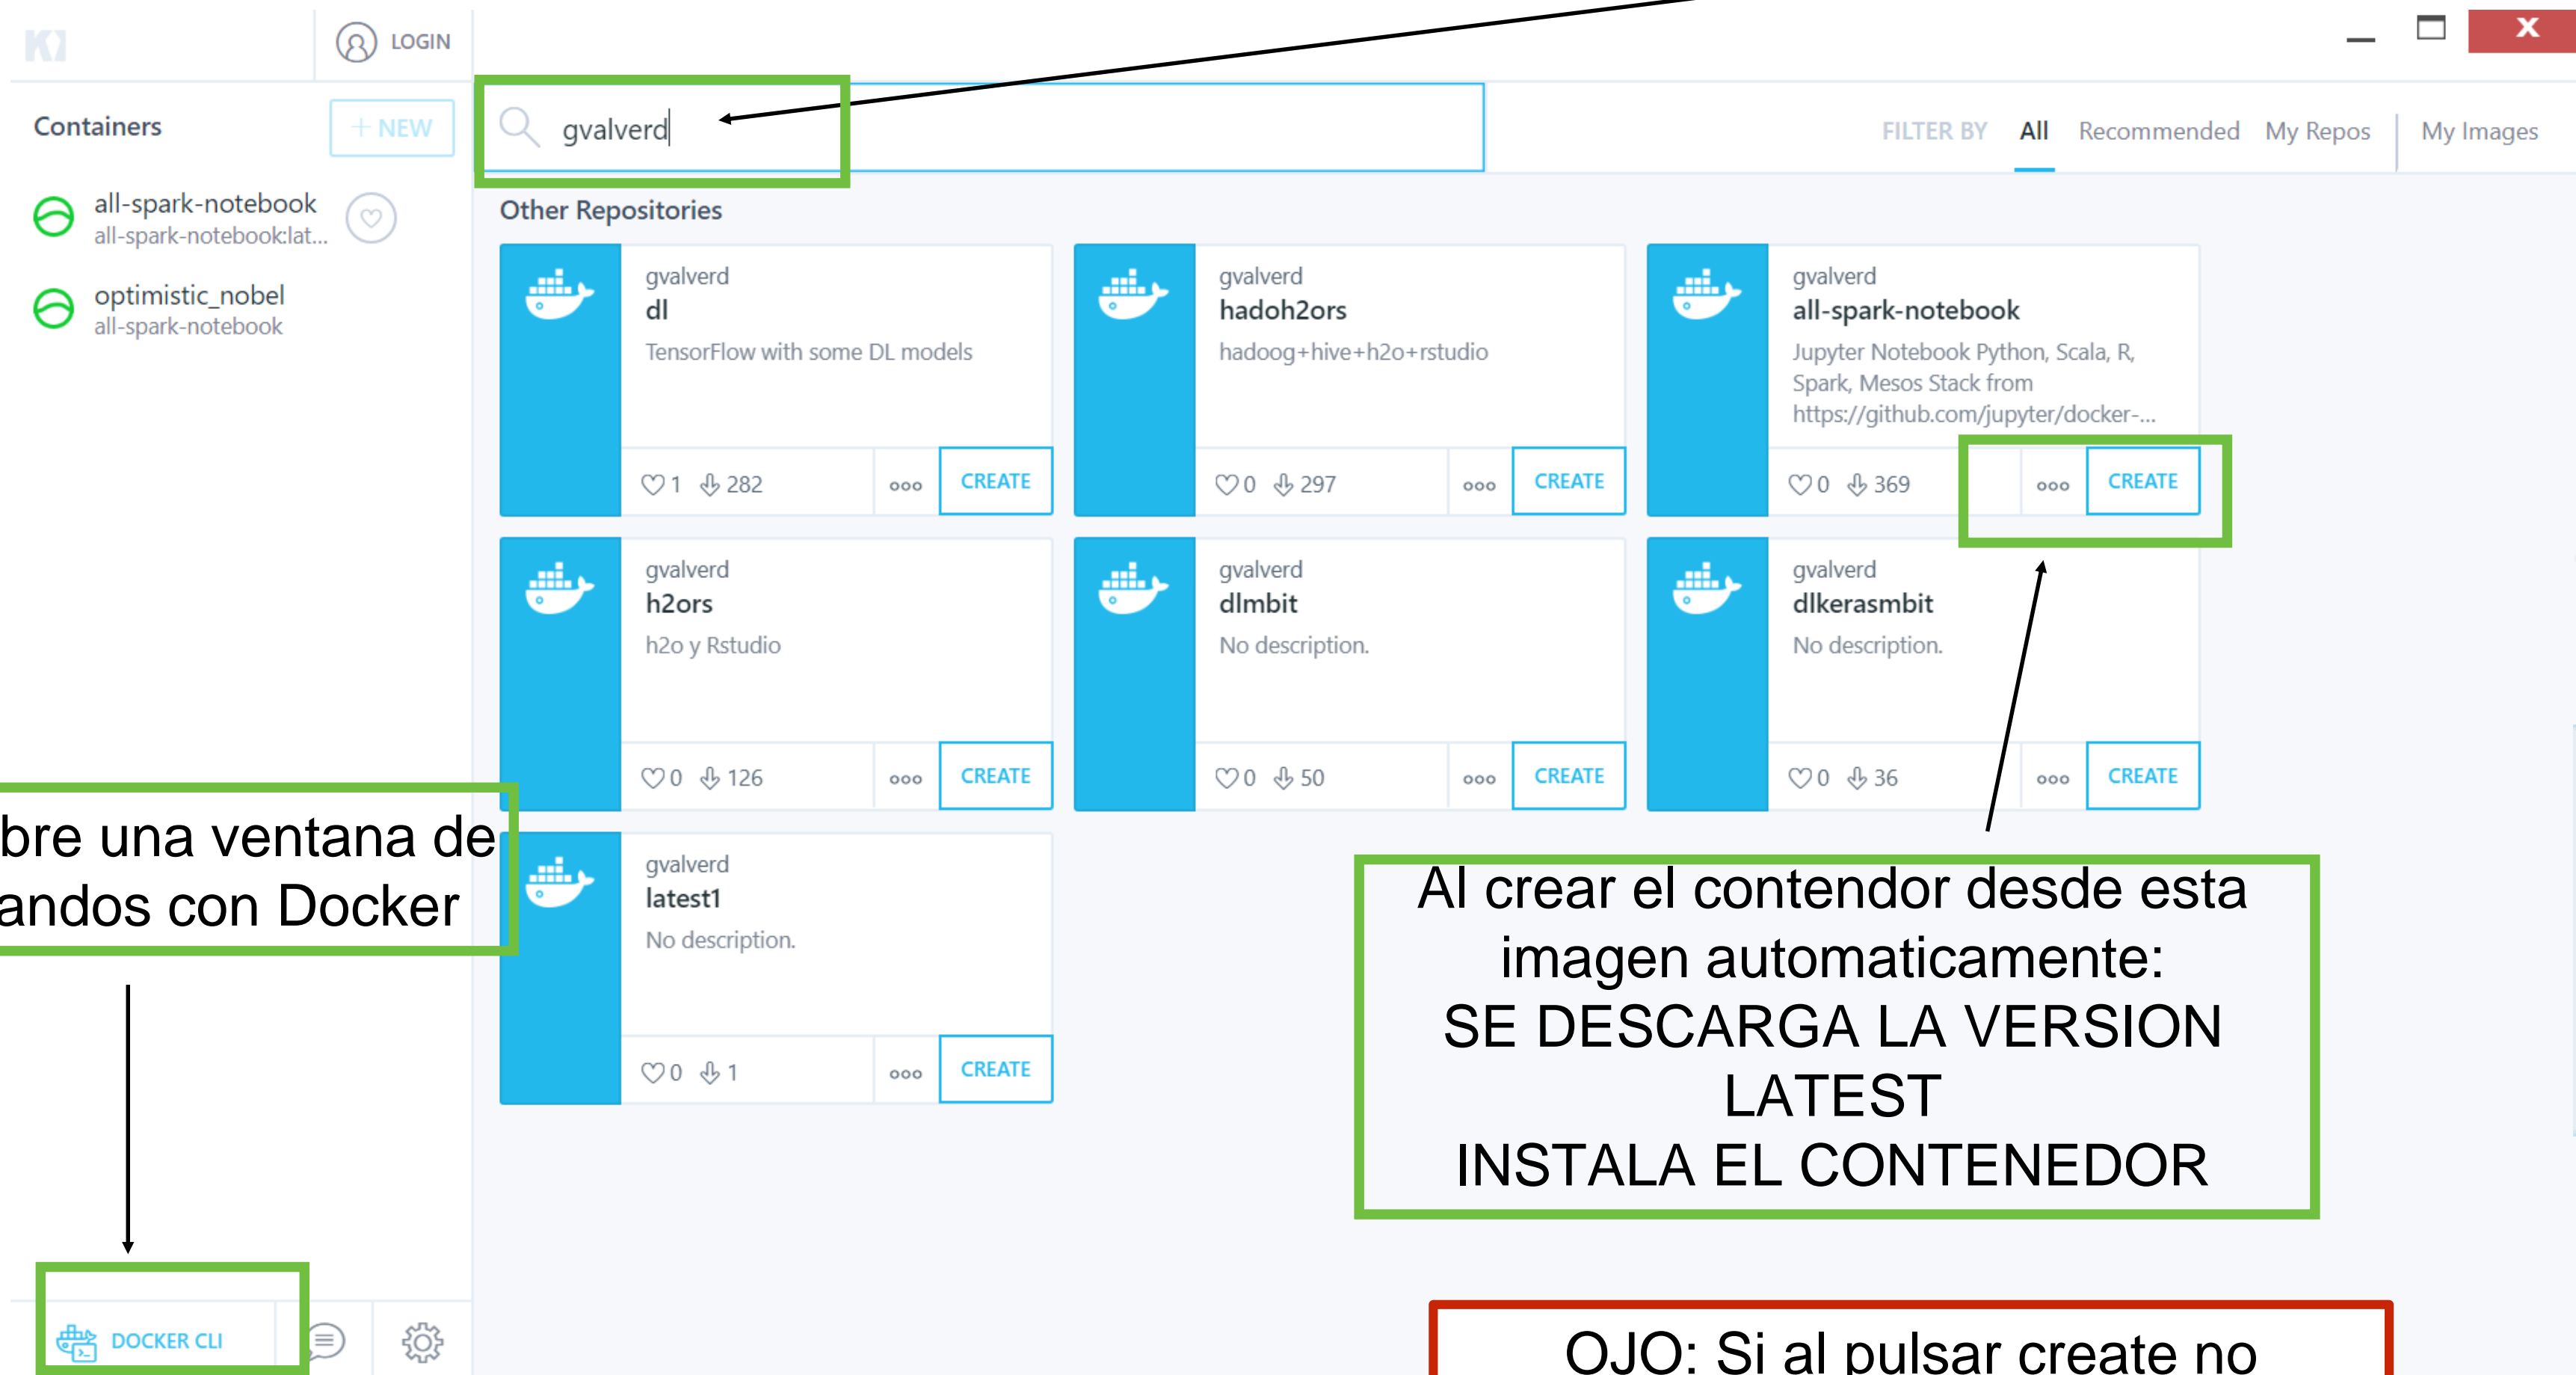 LOGIN
X
Containers
+ NEW
gvalverd
FILTER BY All Recommended My Repos My Images
all-spark-notebook
all-spark-notebook:lat...
optimistic_nobel
all-spark-notebook
Other Repositories
gvalverd
dl
TensorFlow with some DL models
1 282
CREATE
gvalverd
hadoh2ors
hadoog+hive+h2o+rstudio
0 297
CREATE
gvalverd
all-spark-notebook
Jupyter Notebook Python, Scala, R,
Spark, Mesos Stack from
https://github.com/jupyter/docker-...
0 369
CREATE
gvalverd
h2ors
h2o y Rstudio
0 126
CREATE
gvalverd
dlmbit
No description.
0 50
CREATE
gvalverd
dlkerasmbit
No description.
0 36
CREATE
gvalverd
latest1
No description.
0 1
CREATE
bre una ventana de
andos con Docker
Al crear el contendor desde esta
imagen automaticamente:
SE DESCARGA LA VERSION
LATEST
INSTALA EL CONTENEDOR
DOCKER CLI
OJO: Si al pulsar create no